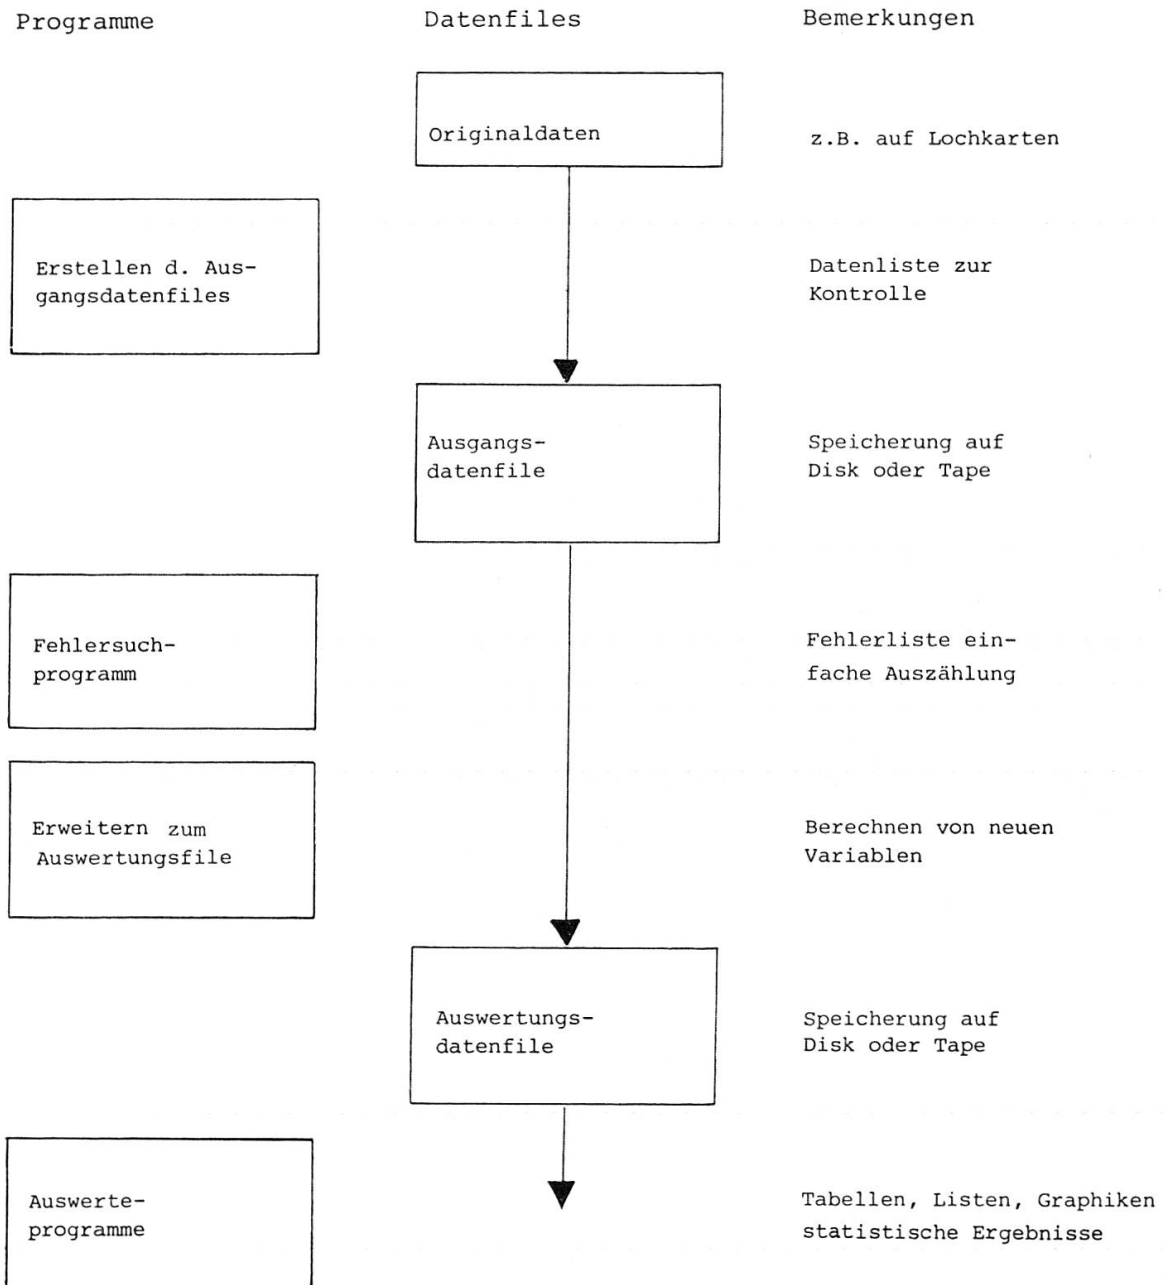 Programme Datenfiles Bemerkungen
Originaldaten z.B. auf Lochkarten
Erstellen d. Aus- Datenliste zur
gangsdatenfiles Kontrolle
Ausgangs- Speicherung auf
datenfile Disk oder Tape
Fehlersuch- Fehlerliste ein-
programm fache Auszählung
Erweitern zum Berechnen von neuen
Auswertungsfile Variablen
Auswertungs- Speicherung auf
datenfile Disk oder Tape
Auswerte- Tabellen, Listen, Graphiken
programme statistische Ergebnisse